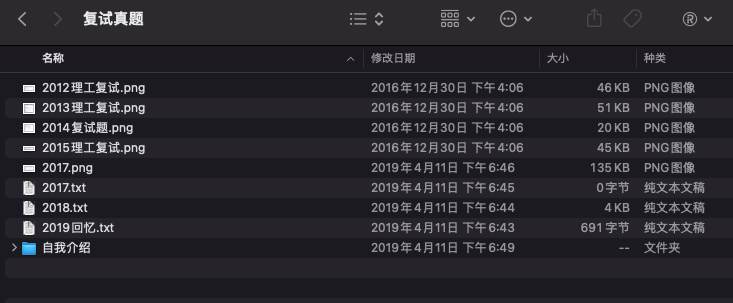 复试真题
名称 修改日期 大小 种类
2012理工复试.png 2016年12月30日 下午4:06 46 KB PNG图像
2013理工复试.png 2016年12月30日 下午4:06 51 KB PNG图像
2014复试题.png 2016年12月30日 下午4:06 20 KB PNG图像
2015理工复试.png 2016年12月30日 下午4:06 45 KB PNG图像
2017.png 2019年4月11日 下午6:46 135 KB PNG图像
2017.txt 2019年4月11日 下午6:45 0字节 纯文本文稿
2018.txt 2019年4月11日 下午6:44 4 KB 纯文本文稿
2019回忆.txt 2019年4月11日 下午6:43 691 字节 纯文本文稿
自我介绍 2019年4月11日 下午6:49 -- 文件夹